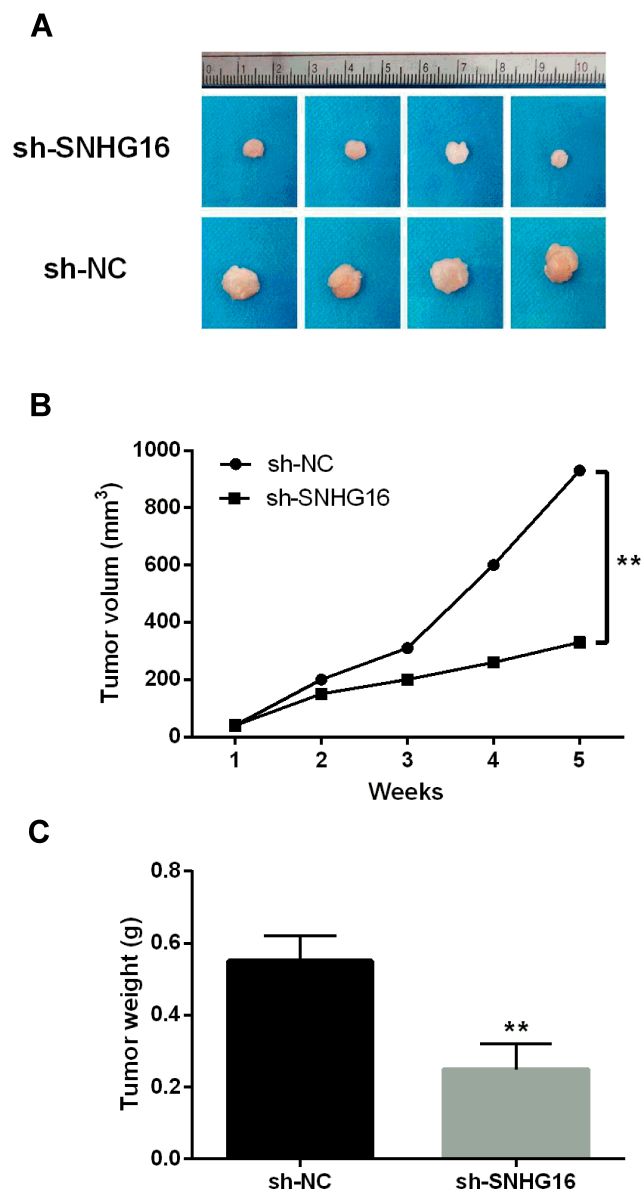 A
0 1 2 3 4 5 6 7 8 9 10
sh-SNHG16
sh-NC
B
1000
800
600
400
200
0
Tumor volum (mm³)
sh-NC
sh-SNHG16
**
1 2 3 4 5
Weeks
C
0.8
0.6
0.4
0.2
0.0
Tumor weight (g)
**
sh-NC sh-SNHG16